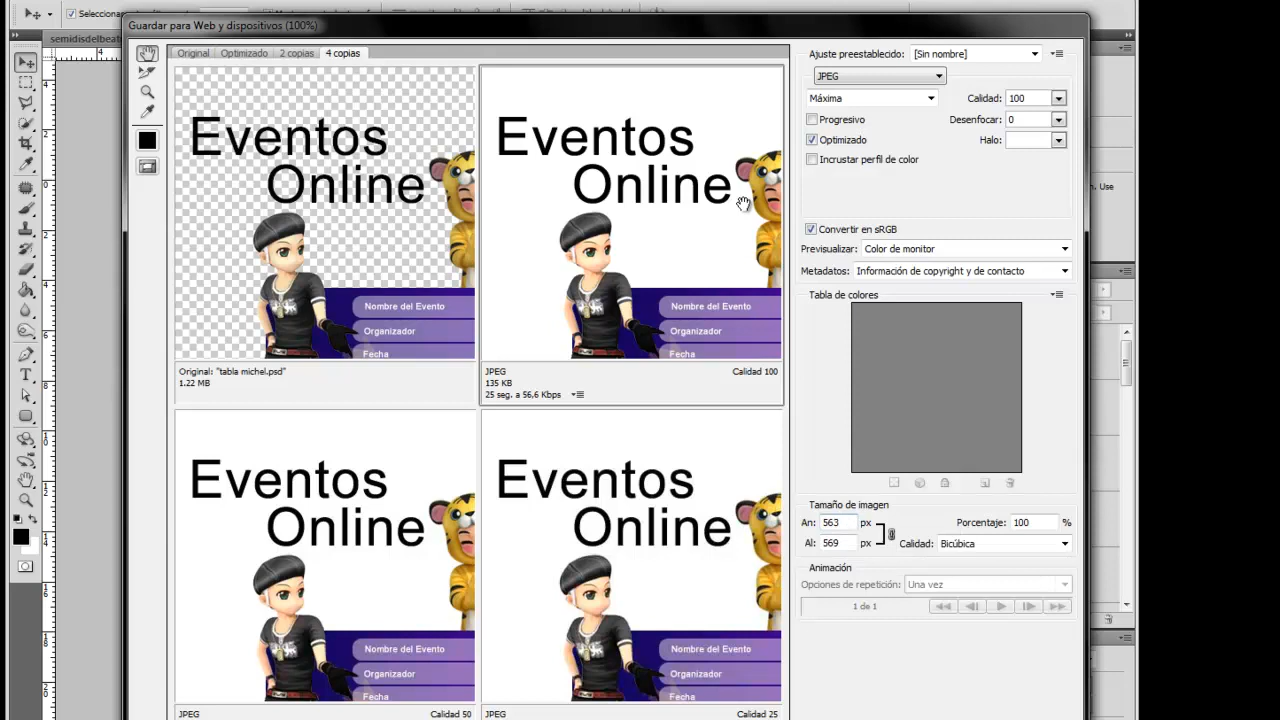 Seleccionar
Guardar para Web y dispositivos (100%)
semidisdelbeat
4
Original
Optimizado
2 copias
4 copias
Eventos
Online
Nombre del Evento
Organizador
Fecha
Original: "tabla michel.psd"
1.22 MB
Eventos
Online
Nombre del Evento
Organizador
Fecha
JPEG
Calidad 100
135 KB
25 seg. a 56,6 Kbps
Eventos
Online
Nombre del Evento
Organizador
Fecha
JPEG
Calidad 50
Eventos
Online
Nombre del Evento
Organizador
Fecha
JPEG
Calidad 25
Ajuste preestablecido: [Sin nombre]
JPEG
Máxima
Calidad: 100
Progresivo
Desenfocar: 0
Optimizado
Halo:
Incrustar perfil de color
Convertir en sRGB
Previsualizar: Color de monitor
Metadatos: Información de copyright y de contacto
Tabla de colores
Tamaño de imagen
An: 563 px
Porcentaje: 100 %
Al: 569 px
Calidad: Bicúbica
Animación
Opciones de repetición: Una vez
1 de 1
. Use